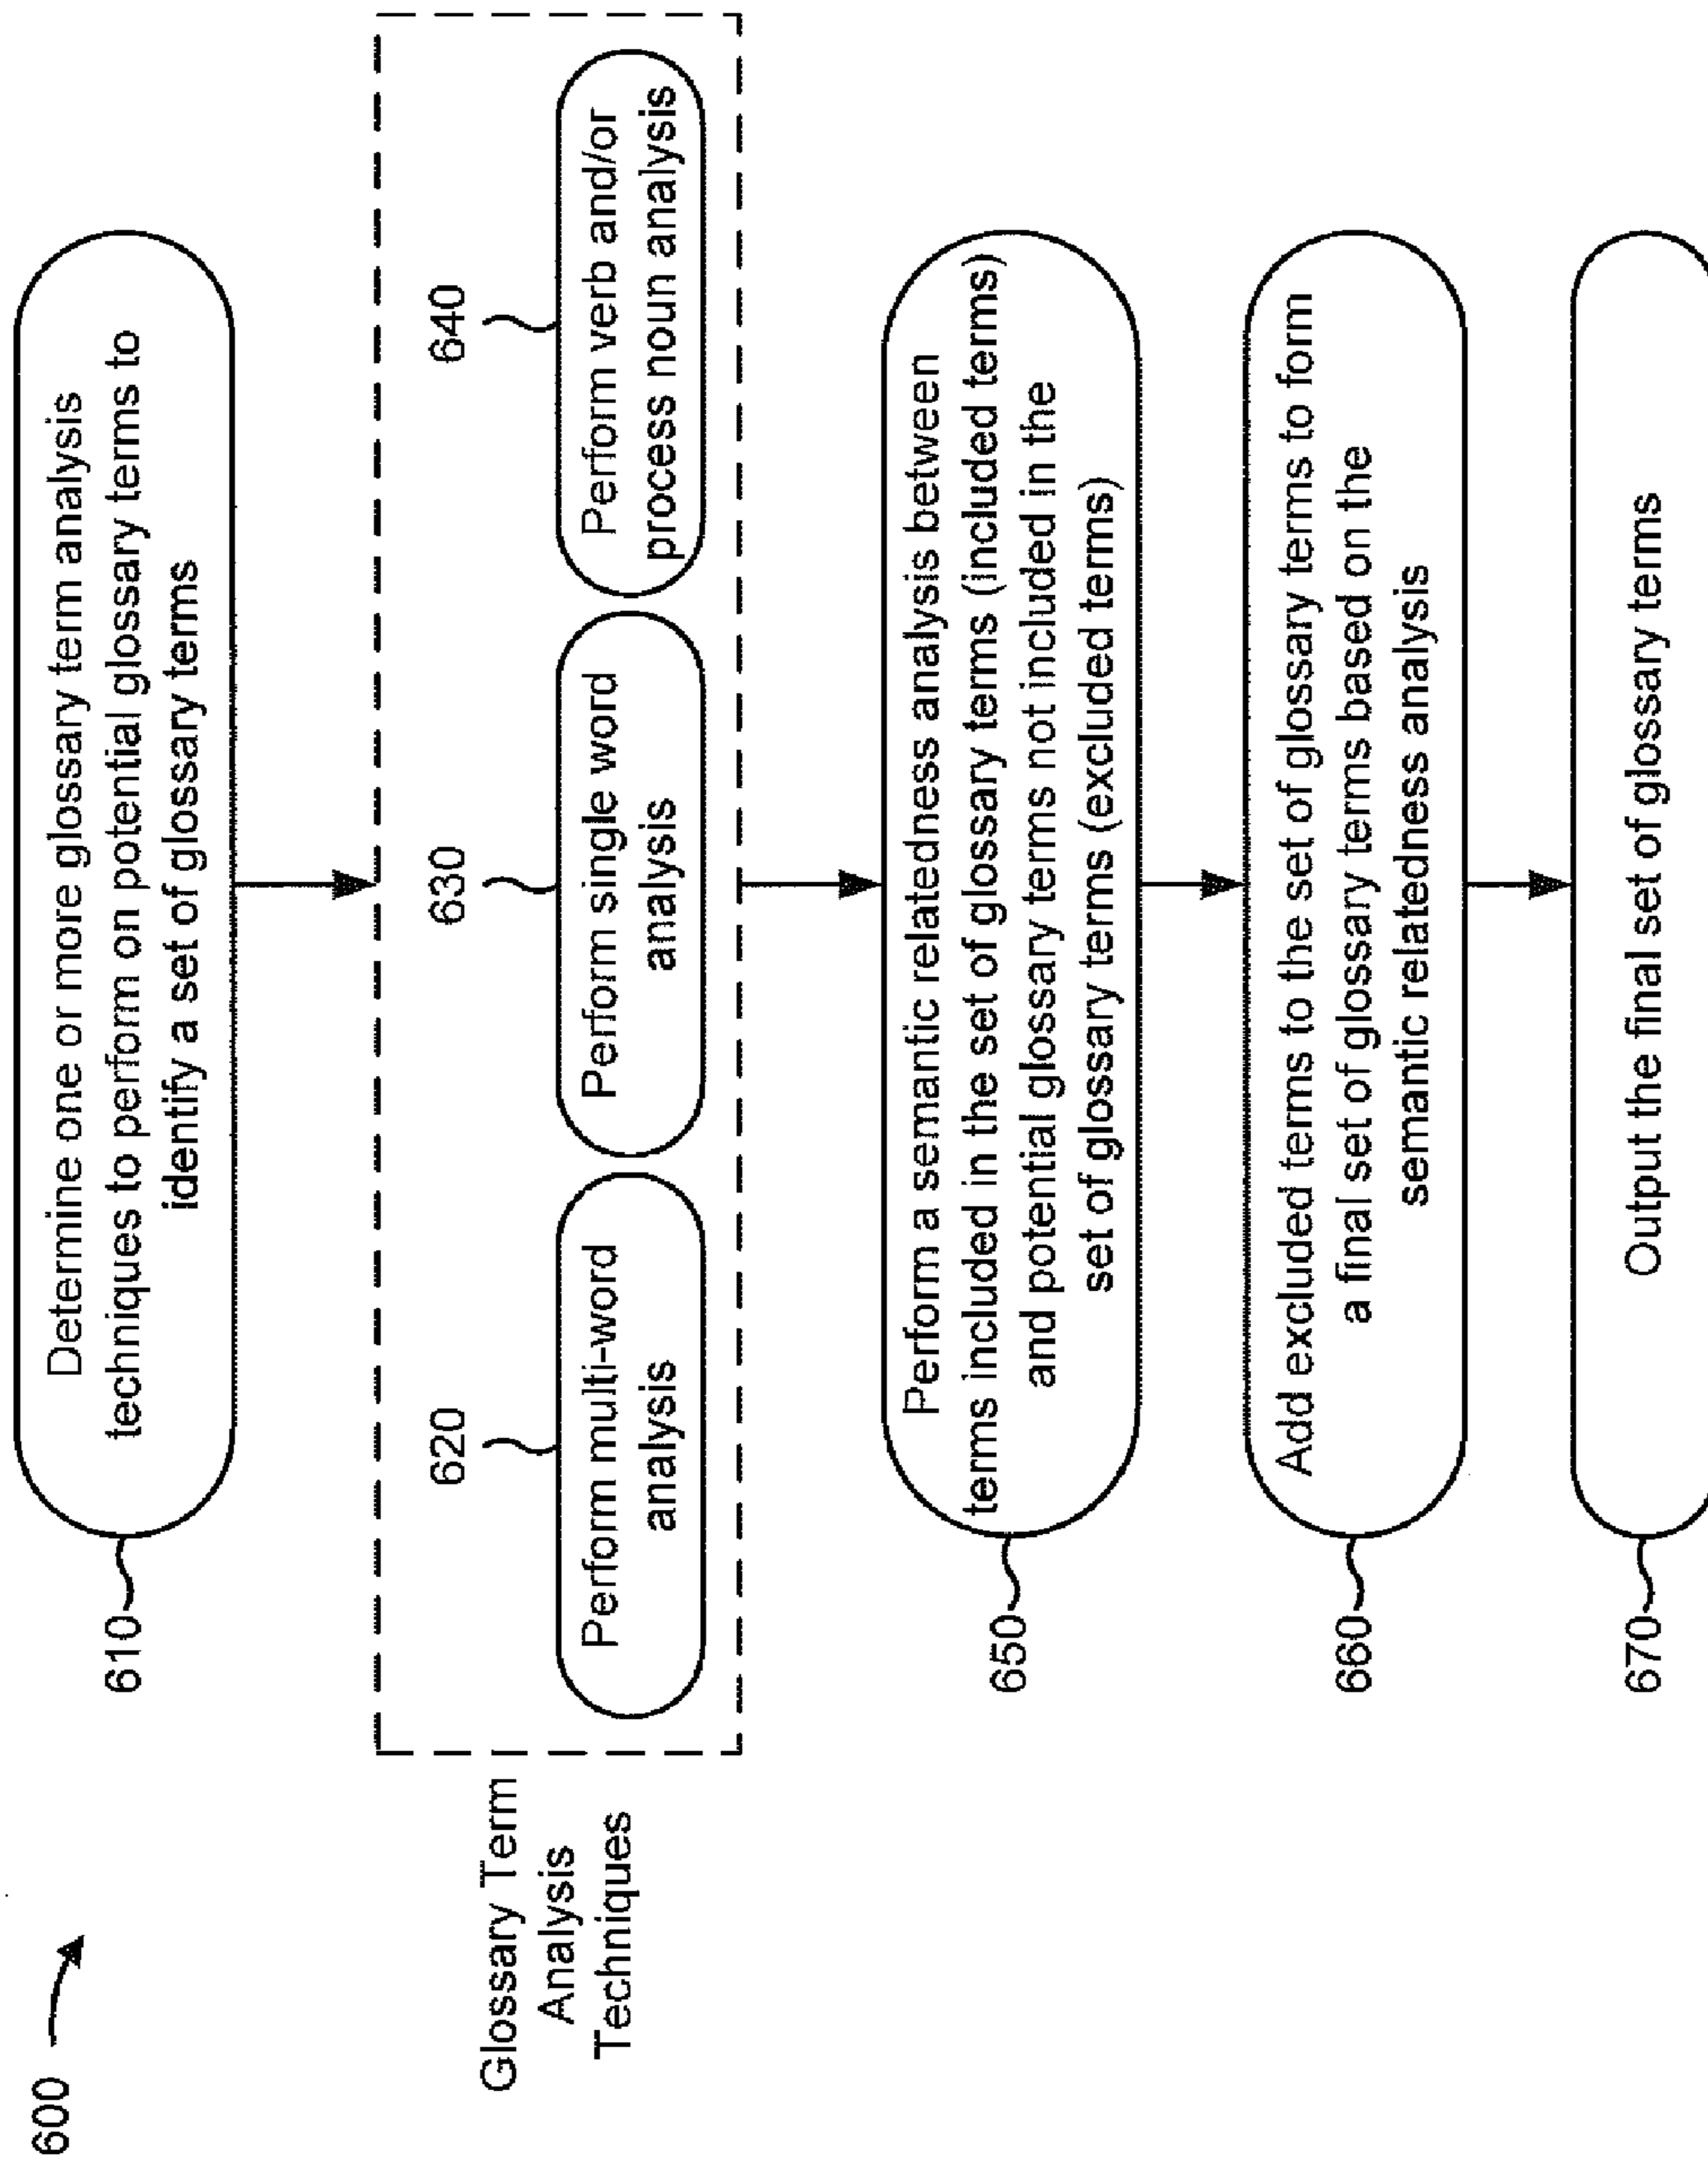 600
610
Determine one or more glossary term analysis
techniques to perform on potential glossary terms to
identify a set of glossary terms
Glossary Term
Analysis
Techniques
620
Perform multi-word
analysis
630
Perform single word
analysis
640
Perform verb and/or
process noun analysis
650
Perform a semantic relatedness analysis between
terms included in the set of glossary terms (included terms)
and potential glossary terms not included in the
set of glossary terms (excluded terms)
660
Add excluded terms to the set of glossary terms to form
a final set of glossary terms based on the
semantic relatedness analysis
670
Output the final set of glossary terms